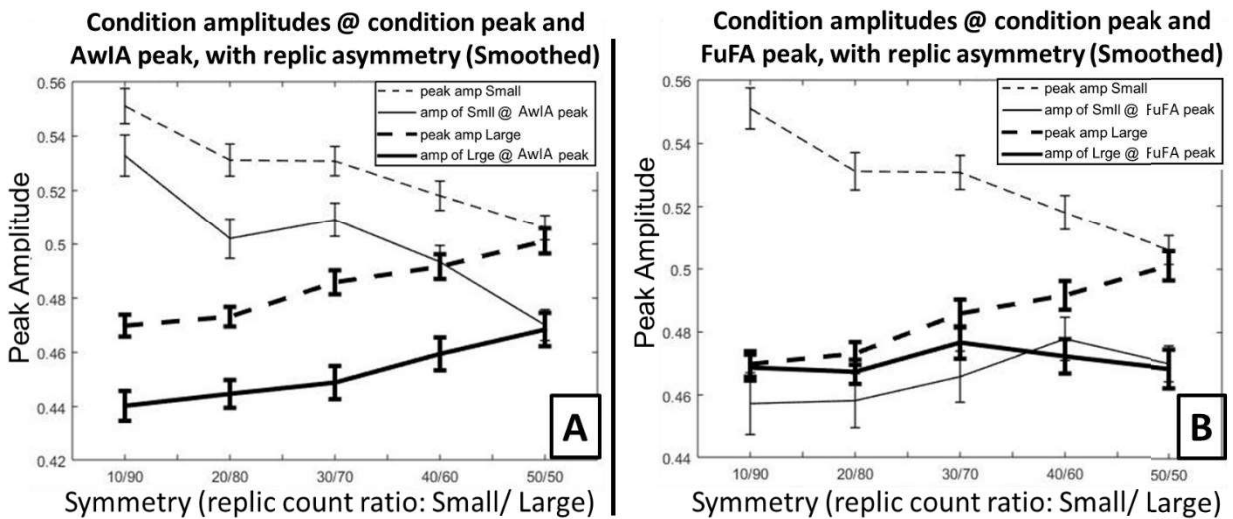 Condition amplitudes @ condition peak and
AwIA peak, with replic asymmetry (Smoothed)
peak amp Small
amp of Smll @ AwIA peak
peak amp Large
amp of Lrge @ AwIA peak
Peak Amplitude
0.56
0.54
0.52
0.5
0.48
0.46
0.44
0.42
10/90 20/80 30/70 40/60 50/50
A
Symmetry (replic count ratio: Small/ Large)
Condition amplitudes @ condition peak and
FuFA peak, with replic asymmetry (Smoothed)
peak amp Small
amp of Smll @ FuFA peak
peak amp Large
amp of Lrge @ FuFA peak
Peak Amplitude
0.56
0.54
0.52
0.5
0.48
0.46
0.44
10/90 20/80 30/70 40/60 50/50
B
Symmetry (replic count ratio: Small/ Large)